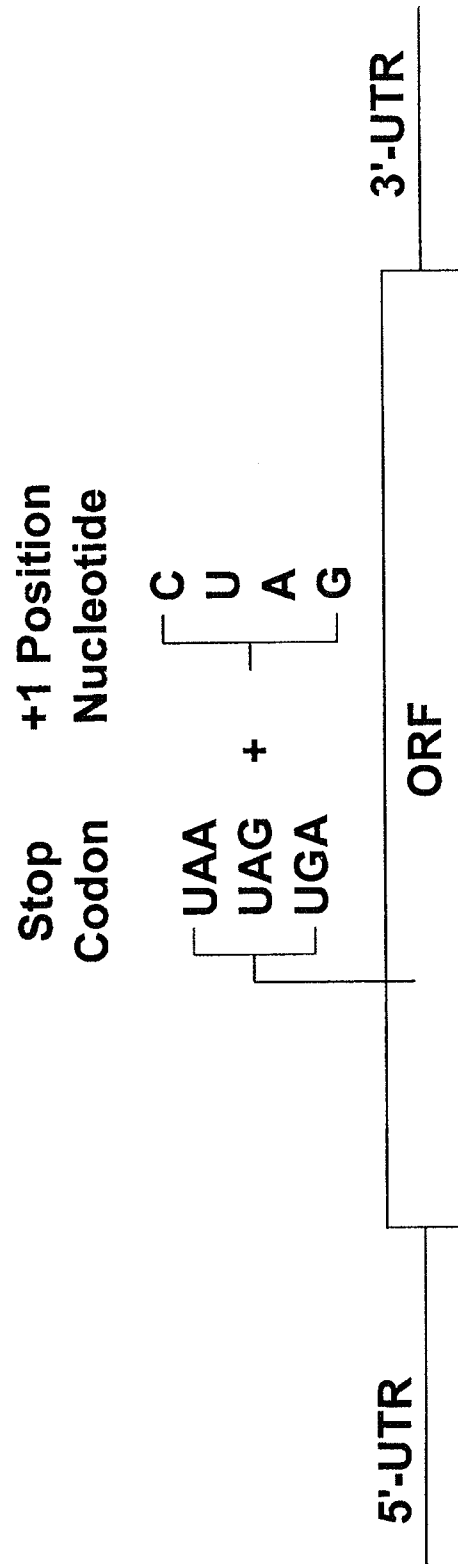 Stop Codon
+1 Position Nucleotide
UAA
UAG
UGA
+
C
U
A
G
5'-UTR
ORF
3'-UTR